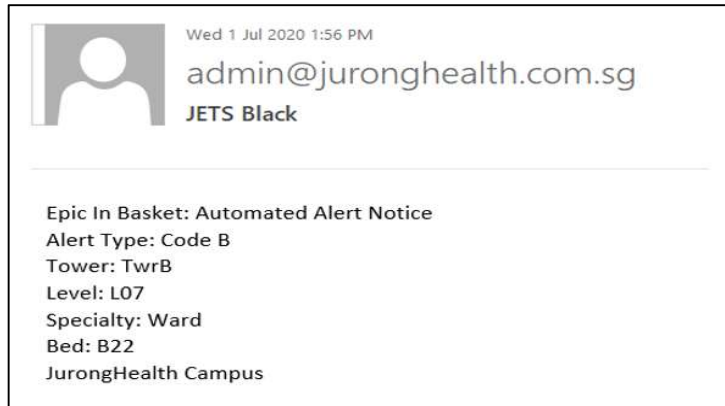 Wed 1 Jul 2020 1:56 PM
admin@juronghealth.com.sg
JETS Black
Epic In Basket: Automated Alert Notice
Alert Type: Code B
Tower: TwrB
Level: L07
Specialty: Ward
Bed: B22
JurongHealth Campus